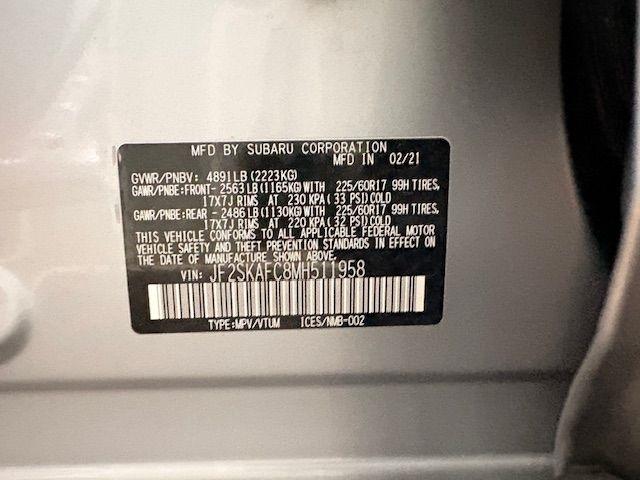 MFD BY SUBARU CORPORATION
MFD IN 02/21
GVWR/PNBV: 4891LB (2223KG)
GAWR/PNBE:FRONT- 2563LB (1165KG) WITH 225/60R17 99H TIRES,
17X7J RIMS AT 230 KPA (33 PSI) COLD
GAWR/PNBE:REAR - 2486LB (1130KG) WITH 225/60R17 99H TIRES,
17X7J RIMS AT 220 KPA (32 PSI) COLD
THIS VEHICLE CONFORMS TO ALL APPLICABLE FEDERAL MOTOR
VEHICLE SAFETY AND THEFT PREVENTION STANDARDS IN EFFECT ON
THE DATE OF MANUFACTURE SHOWN ABOVE.
VIN: JF2SKAFC8MH511958
TYPE:MPV/VTUM ICES/NMB-002